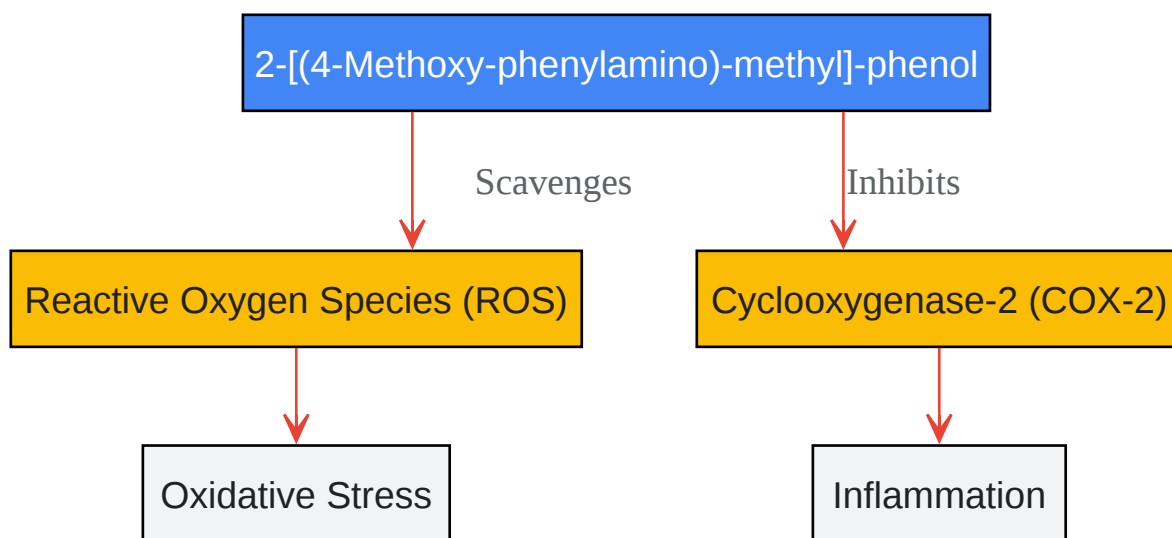 2-[(4-Methoxy-phenylamino)-methyl]-phenol
Scavenges
Inhibits
Reactive Oxygen Species (ROS)
Cyclooxygenase-2 (COX-2)
Oxidative Stress
Inflammation